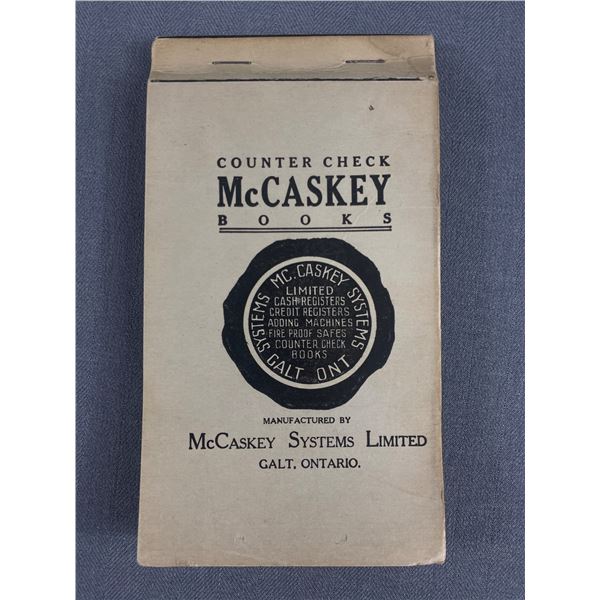 COUNTER CHECK
McCASKEY
BOOKS
MC.CASKEY SYSTEMS
LIMITED
CASH REGISTERS
CREDIT REGISTERS
ADDING MACHINES
FIRE PROOF SAFES
COUNTER CHECK
BOOKS
SYSTEMS
GALT ONT
MANUFACTURED BY
McCASKEY SYSTEMS LIMITED
GALT, ONTARIO.